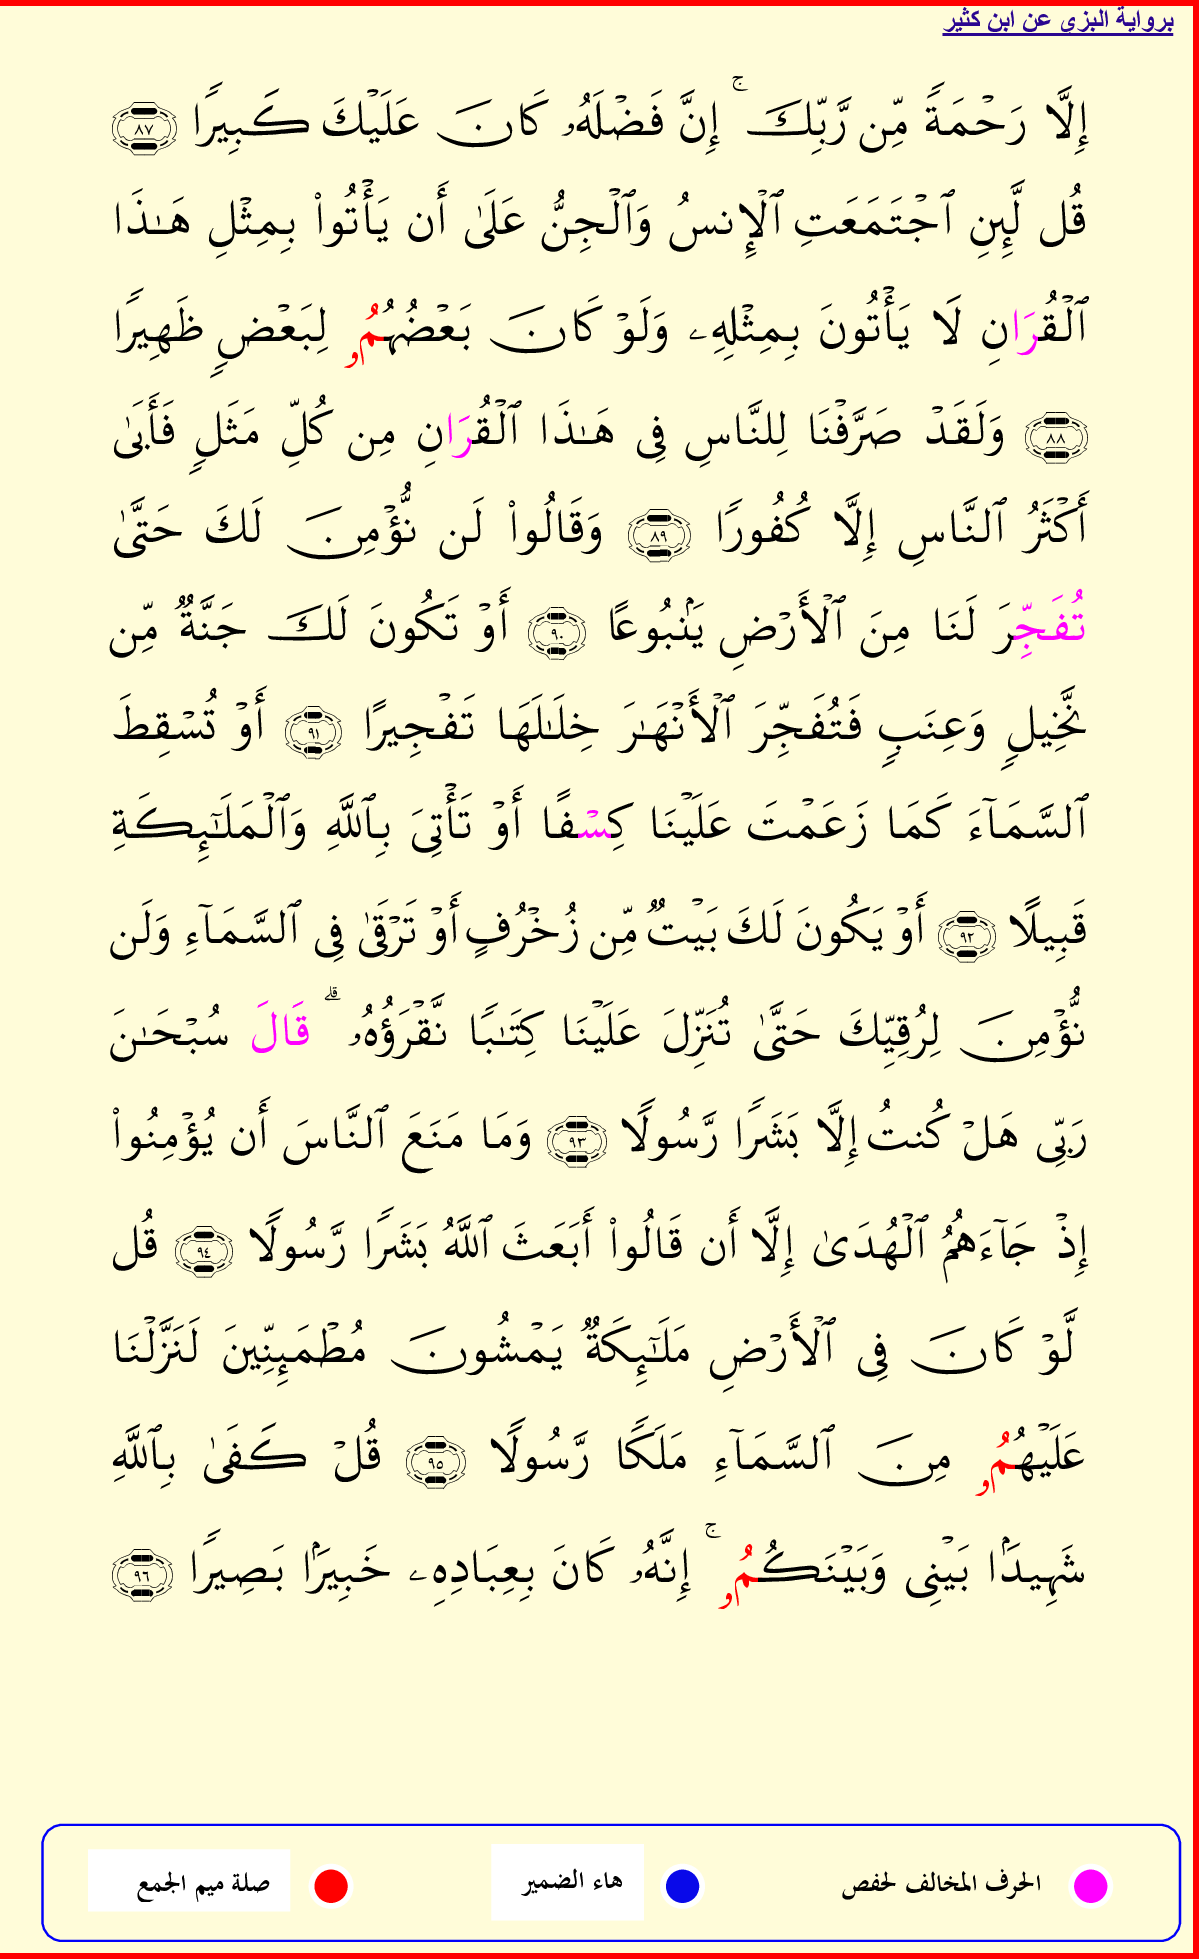 برواية البزي عن ابن كثير
إِلَّا رَحْمَةً مِّن رَّبِّكَ ۚ إِنَّ فَضْلَهُۥ كَانَ عَلَيْكَ كَبِيرًا ٨٧
قُل لَّئِنِ ٱجْتَمَعَتِ ٱلْإِنسُ وَٱلْجِنُّ عَلَىٰ أَن يَأْتُوا۟ بِمِثْلِ هَـٰذَا
ٱلْقُرَانِ لَا يَأْتُونَ بِمِثْلِهِۦ وَلَوْ كَانَ بَعْضُهُمُۥ لِبَعْضٍ ظَهِيرًا
٨٨ وَلَقَدْ صَرَّفْنَا لِلنَّاسِ فِى هَـٰذَا ٱلْقُرَانِ مِن كُلِّ مَثَلٍ فَأَبَىٰ
أَكْثَرُ ٱلنَّاسِ إِلَّا كُفُورًا ٨٩ وَقَالُوا۟ لَن نُّؤْمِنَ لَكَ حَتَّىٰ
تُفَجِّرَ لَنَا مِنَ ٱلْأَرْضِ يَنۢبُوعًا ٩٠ أَوْ تَكُونَ لَكَ جَنَّةٌ مِّن
نَّخِيلٍ وَعِنَبٍ فَتُفَجِّرَ ٱلْأَنْهَـٰرَ خِلَـٰلَهَا تَفْجِيرًا ٩١ أَوْ تُسْقِطَ
ٱلسَّمَآءَ كَمَا زَعَمْتَ عَلَيْنَا كِسْفًا أَوْ تَأْتِىَ بِٱللَّهِ وَٱلْمَلَـٰٓئِكَةِ
قَبِيلًا ٩٢ أَوْ يَكُونَ لَكَ بَيْتٌ مِّن زُخْرُفٍ أَوْ تَرْقَىٰ فِى ٱلسَّمَآءِ وَلَن
نُّؤْمِنَ لِرُقِيِّكَ حَتَّىٰ تُنَزِّلَ عَلَيْنَا كِتَـٰبًا نَّقْرَؤُهُۥ ۗ قَالَ سُبْحَـٰنَ
رَبِّى هَلْ كُنتُ إِلَّا بَشَرًا رَّسُولًا ٩٣ وَمَا مَنَعَ ٱلنَّاسَ أَن يُؤْمِنُوا۟
إِذْ جَآءَهُمُ ٱلْهُدَىٰ إِلَّا أَن قَالُوا۟ أَبَعَثَ ٱللَّهُ بَشَرًا رَّسُولًا ٩٤ قُل
لَّوْ كَانَ فِى ٱلْأَرْضِ مَلَـٰٓئِكَةٌ يَمْشُونَ مُطْمَئِنِّينَ لَنَزَّلْنَا
عَلَيْهُمُۥ مِنَ ٱلسَّمَآءِ مَلَكًا رَّسُولًا ٩٥ قُلْ كَفَىٰ بِٱللَّهِ
شَهِيدًۢا بَيْنِى وَبَيْنَكُمُۥ ۚ إِنَّهُۥ كَانَ بِعِبَادِهِۦ خَبِيرًۢا بَصِيرًا ٩٦
الحرف المخالف لحفص هاء الضمير صلة ميم الجمع